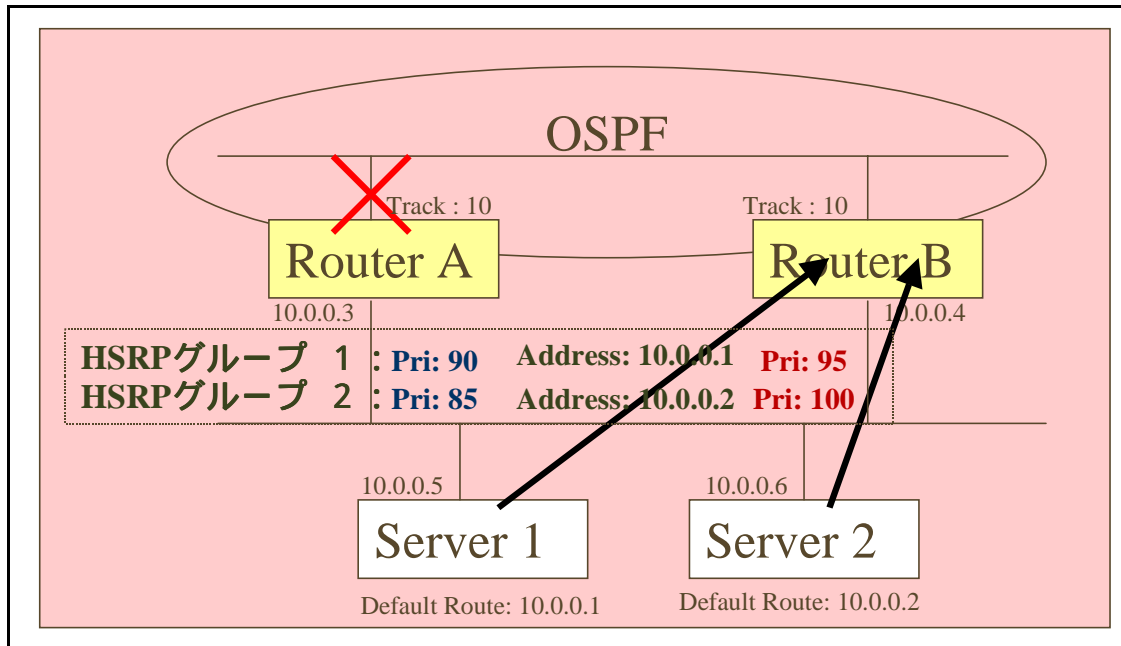 OSPF
Track : 10 Track : 10
Router A Router B
10.0.0.3 10.0.0.4
HSRPグループ 1 : Pri: 90 Address: 10.0.0.1 Pri: 95
HSRPグループ 2 : Pri: 85 Address: 10.0.0.2 Pri: 100
10.0.0.5 10.0.0.6
Server 1 Server 2
Default Route: 10.0.0.1 Default Route: 10.0.0.2